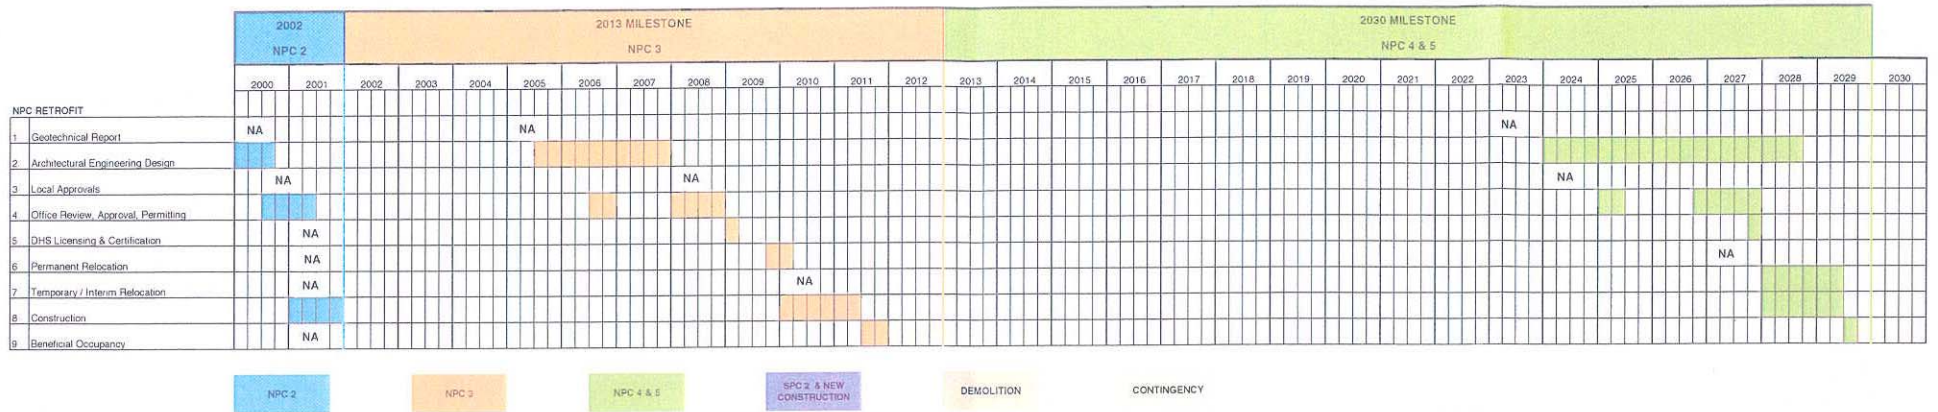 2002
NPC 2
2013 MILESTONE
NPC 3
2030 MILESTONE
NPC 4 & 5
2000 2001 2002 2003 2004 2005 2006 2007 2008 2009 2010 2011 2012 2013 2014 2015 2016 2017 2018 2019 2020 2021 2022 2023 2024 2025 2026 2027 2028 2029 2030
NPC RETROFIT
1 Geotechnical Report NA NA NA
2 Architectural Engineering Design
3 Local Approvals NA NA NA
4 Office Review, Approval, Permitting
5 DHS Licensing & Certification NA
6 Permanent Relocation NA NA
7 Temporary / Interim Relocation NA NA
8 Construction
9 Beneficial Occupancy NA
NPC 2
NPC 3
NPC 4 & 5
SPC 2 & NEW
CONSTRUCTION
DEMOLITION
CONTINGENCY